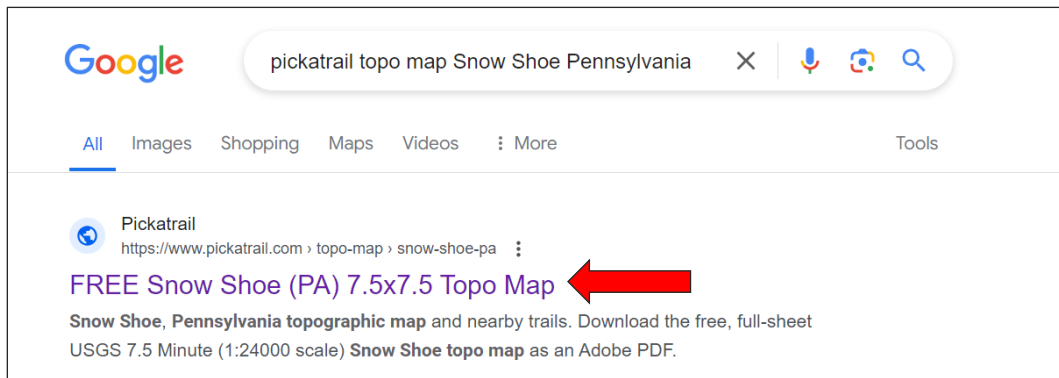 Google
pickatrail topo map Snow Shoe Pennsylvania
All Images Shopping Maps Videos More Tools
Pickatrail
https://www.pickatrail.com › topo-map › snow-shoe-pa
FREE Snow Shoe (PA) 7.5x7.5 Topo Map
Snow Shoe, Pennsylvania topographic map and nearby trails. Download the free, full-sheet
USGS 7.5 Minute (1:24000 scale) Snow Shoe topo map as an Adobe PDF.